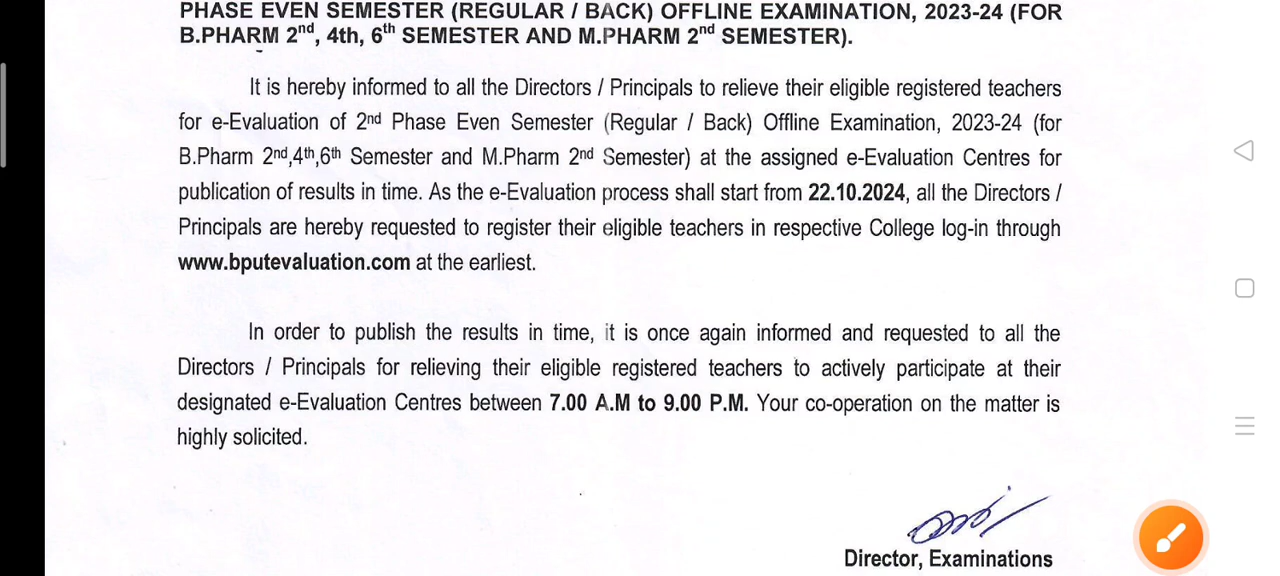 PHASE EVEN SEMESTER (REGULAR / BACK) OFFLINE EXAMINATION, 2023-24 (FOR
B.PHARM 2nd, 4th, 6th SEMESTER AND M.PHARM 2nd SEMESTER).
It is hereby informed to all the Directors / Principals to relieve their eligible registered teachers
for e-Evaluation of 2nd Phase Even Semester (Regular / Back) Offline Examination, 2023-24 (for
B.Pharm 2nd,4th,6th Semester and M.Pharm 2nd Semester) at the assigned e-Evaluation Centres for
publication of results in time. As the e-Evaluation process shall start from 22.10.2024, all the Directors /
Principals are hereby requested to register their eligible teachers in respective College log-in through
www.bputevaluation.com at the earliest.
In order to publish the results in time, it is once again informed and requested to all the
Directors / Principals for relieving their eligible registered teachers to actively participate at their
designated e-Evaluation Centres between 7.00 A.M to 9.00 P.M. Your co-operation on the matter is
highly solicited.
Director, Examinations